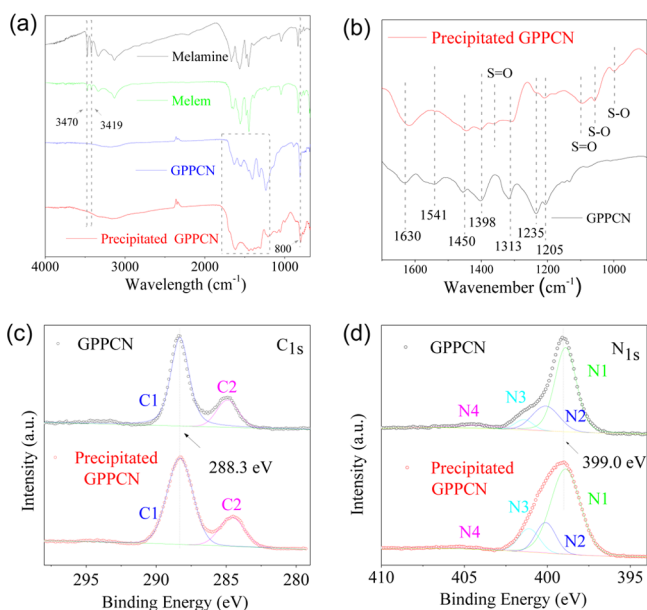 (a)
Melamine
Melem
3470
3419
GPPCN
Precipitated GPPCN
800
4000
3000
2000
1000
Wavelength (cm⁻¹)
(b)
Precipitated GPPCN
S=O
S-O
S-O
S=O
1541
1398
1235
GPPCN
1630
1450
1313
1205
1600
1400
1200
1000
Wavenember (cm⁻¹)
(c)
GPPCN
C1s
C1
C2
288.3 eV
Precipitated
GPPCN
C1
C2
Intensity (a.u.)
295
290
285
280
Binding Energy (eV)
(d)
GPPCN
N1s
N1
N3
N4
N2
399.0 eV
Precipitated
GPPCN
N3
N1
N4
N2
Intensity (a.u.)
410
405
400
395
Binding Energy (eV)